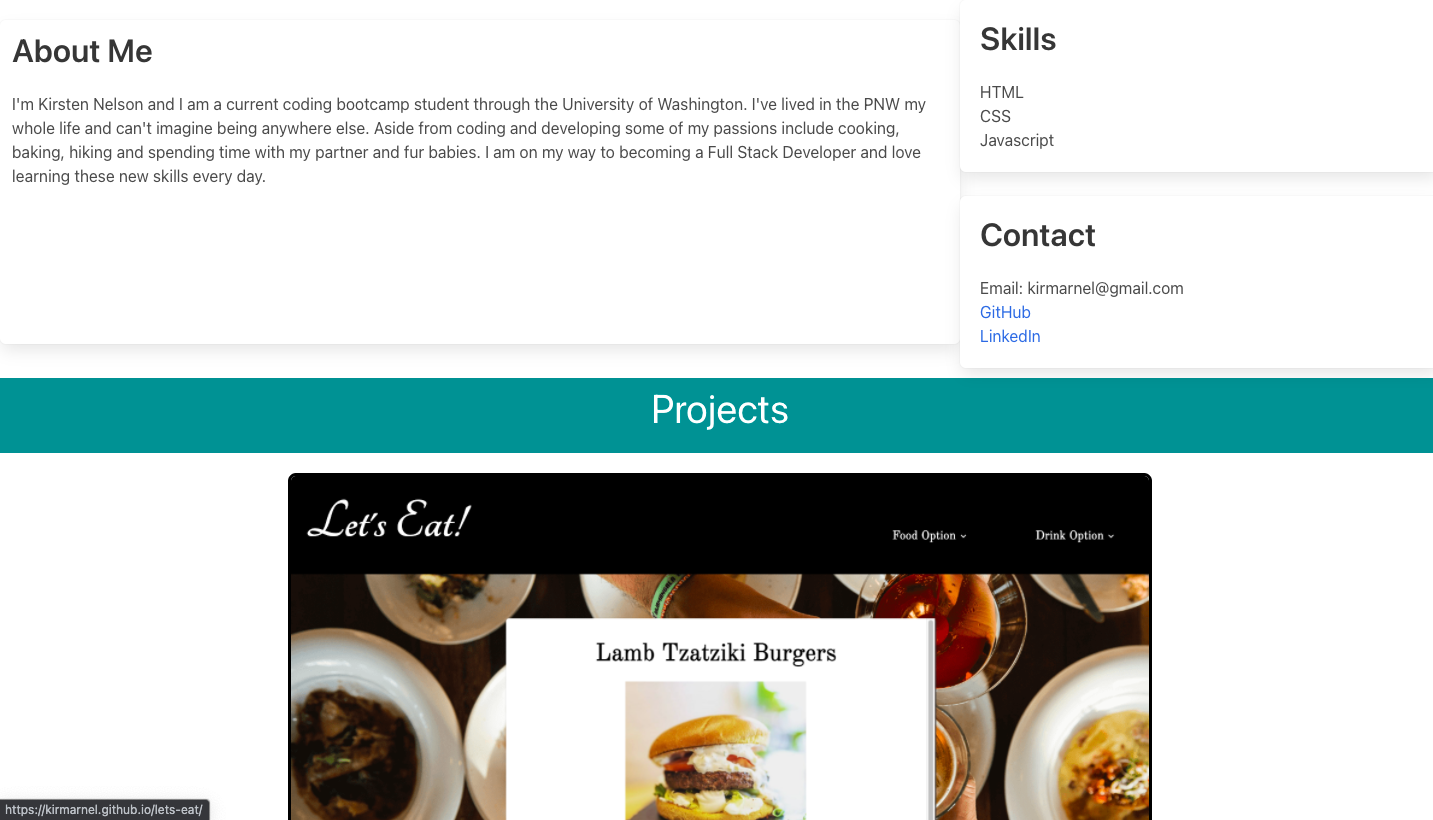 About Me
I'm Kirsten Nelson and I am a current coding bootcamp student through the University of Washington. I've lived in the PNW my
whole life and can't imagine being anywhere else. Aside from coding and developing some of my passions include cooking,
baking, hiking and spending time with my partner and fur babies. I am on my way to becoming a Full Stack Developer and love
learning these new skills every day.
Skills
HTML
CSS
Javascript
Contact
Email: kirmarnel@gmail.com
GitHub
LinkedIn
Projects
Let's Eat!
Food Option
Drink Option
Lamb Tzatziki Burgers
https://kirmarnel.github.io/lets-eat/